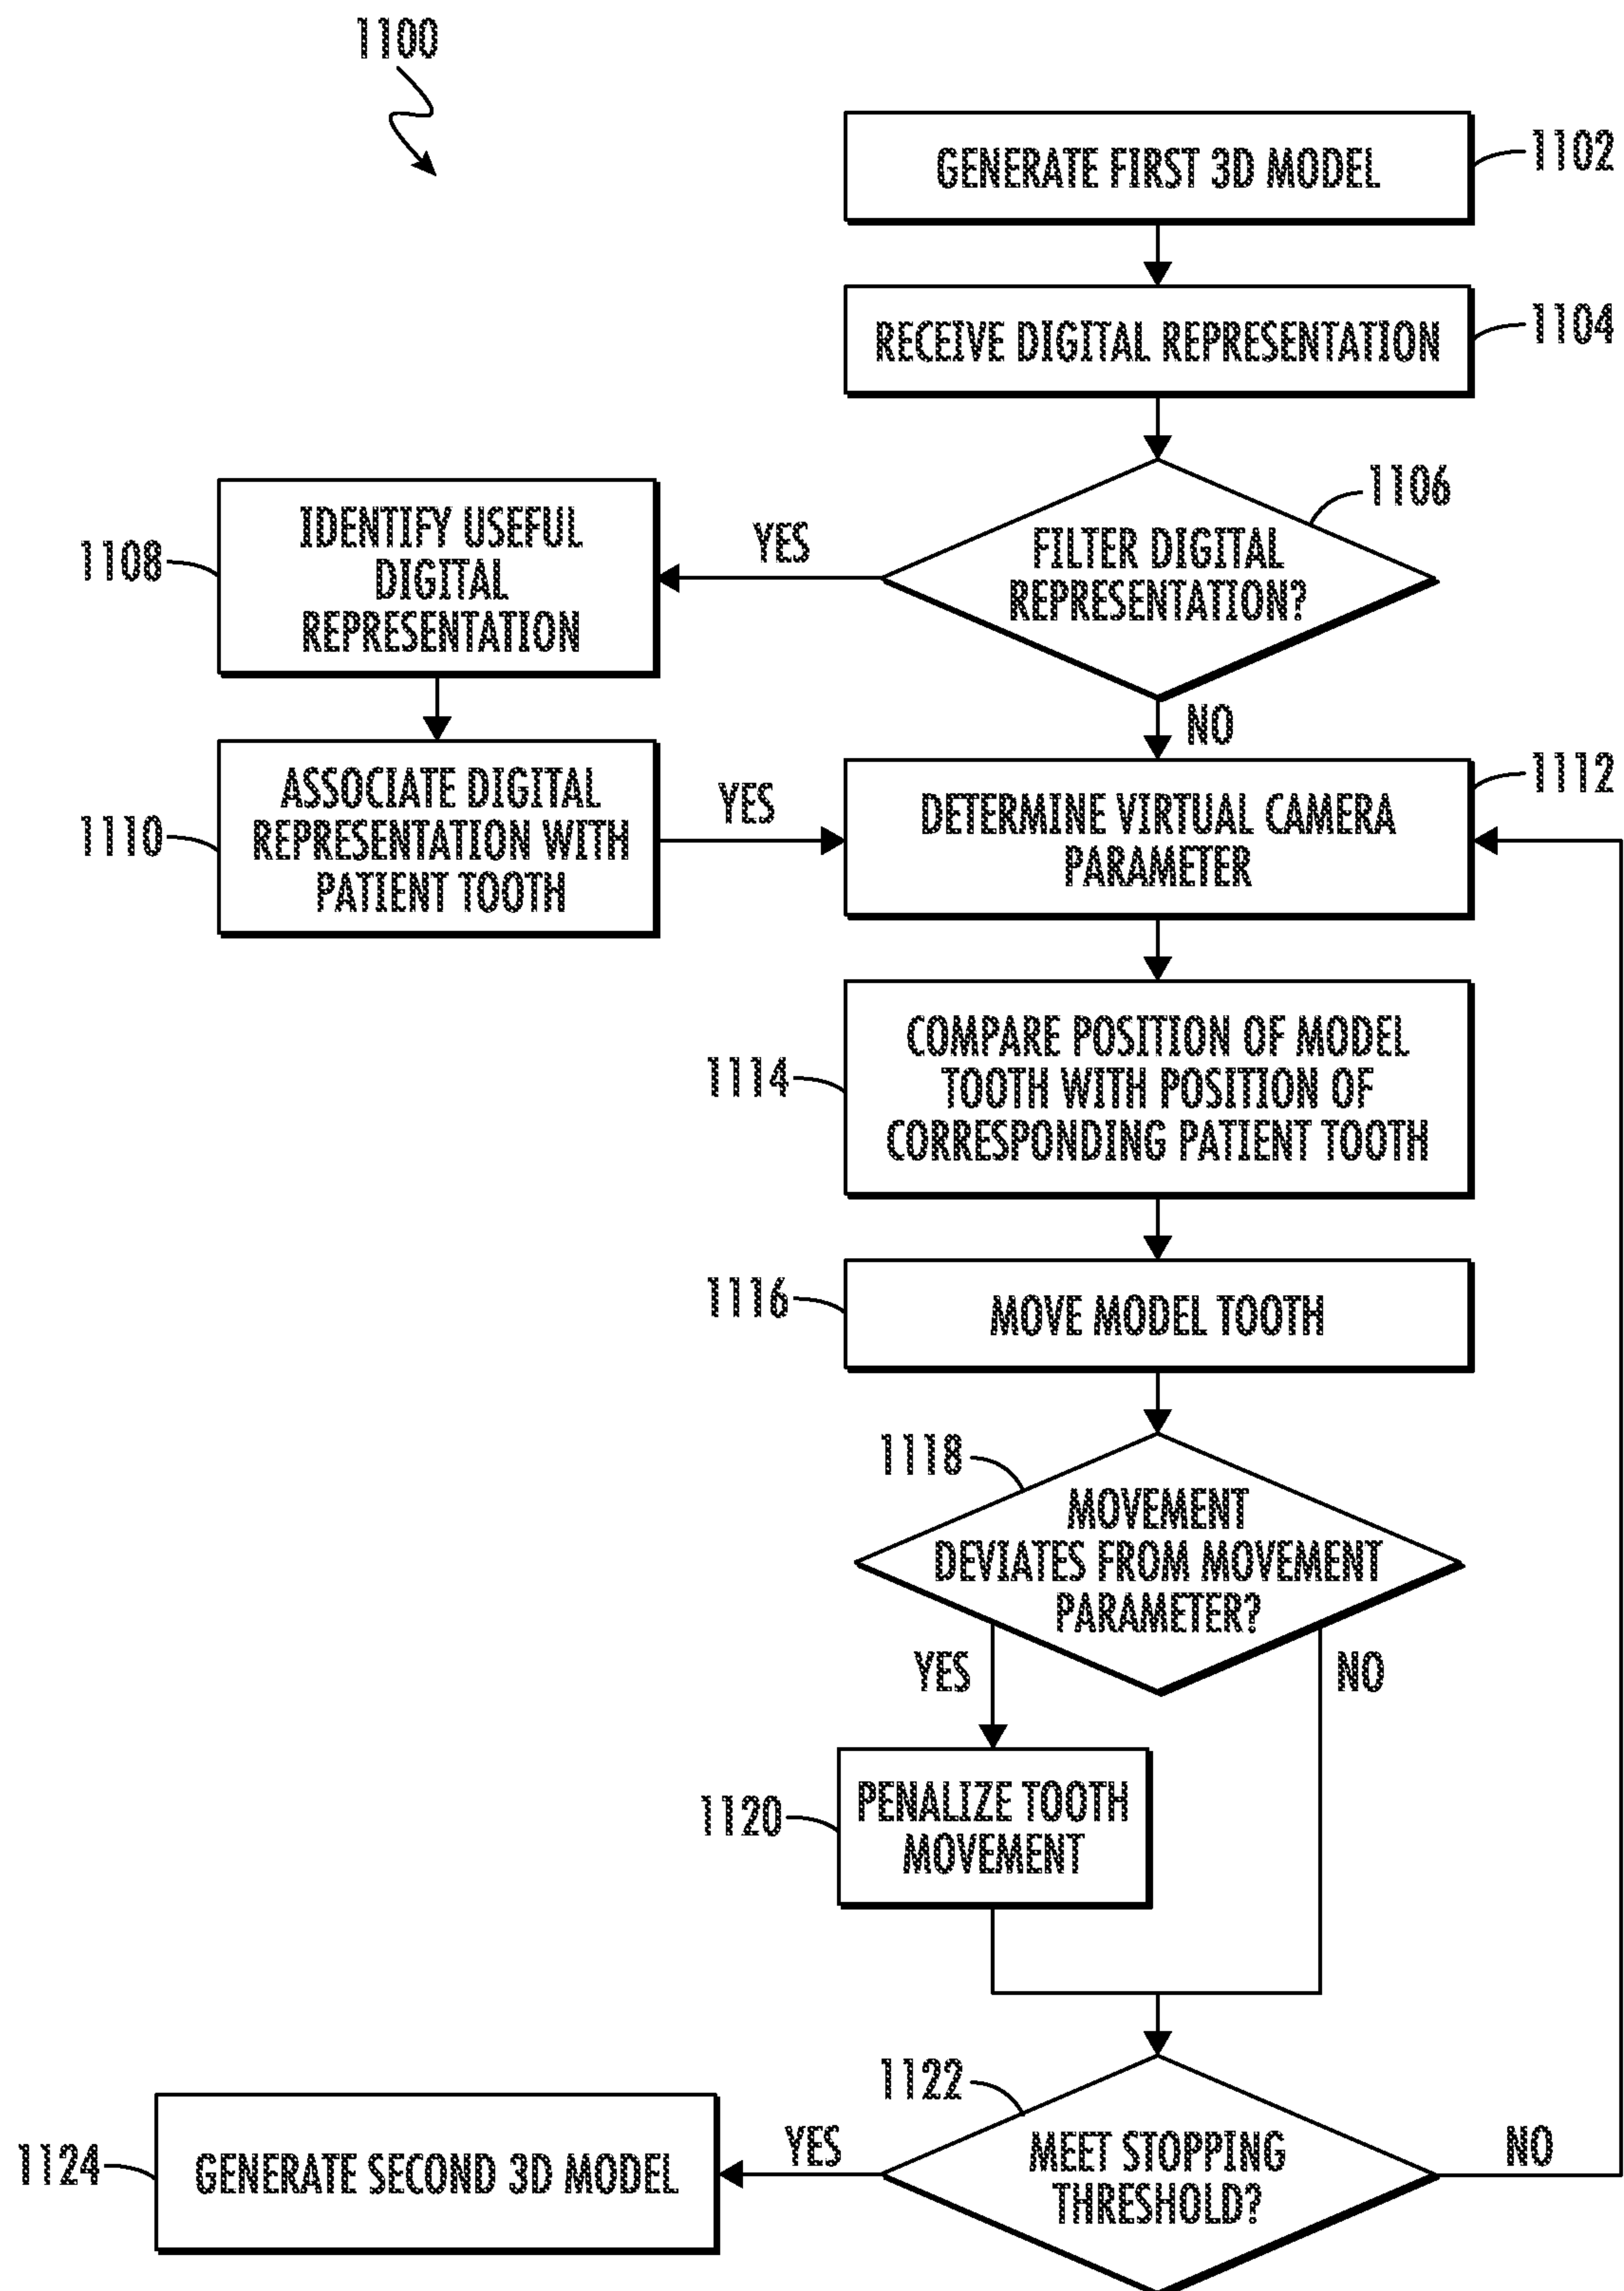 1100
GENERATE FIRST 3D MODEL
1102
RECEIVE DIGITAL REPRESENTATION
1104
FILTER DIGITAL
REPRESENTATION?
1106
YES
IDENTIFY USEFUL
DIGITAL
REPRESENTATION
1108
NO
ASSOCIATE DIGITAL
REPRESENTATION WITH
PATIENT TOOTH
1110
YES
DETERMINE VIRTUAL CAMERA
PARAMETER
1112
COMPARE POSITION OF MODEL
TOOTH WITH POSITION OF
CORRESPONDING PATIENT TOOTH
1114
MOVE MODEL TOOTH
1116
1118
MOVEMENT
DEVIATES FROM MOVEMENT
PARAMETER?
YES
NO
PENALIZE TOOTH
MOVEMENT
1120
1122
MEET STOPPING
THRESHOLD?
YES
NO
GENERATE SECOND 3D MODEL
1124